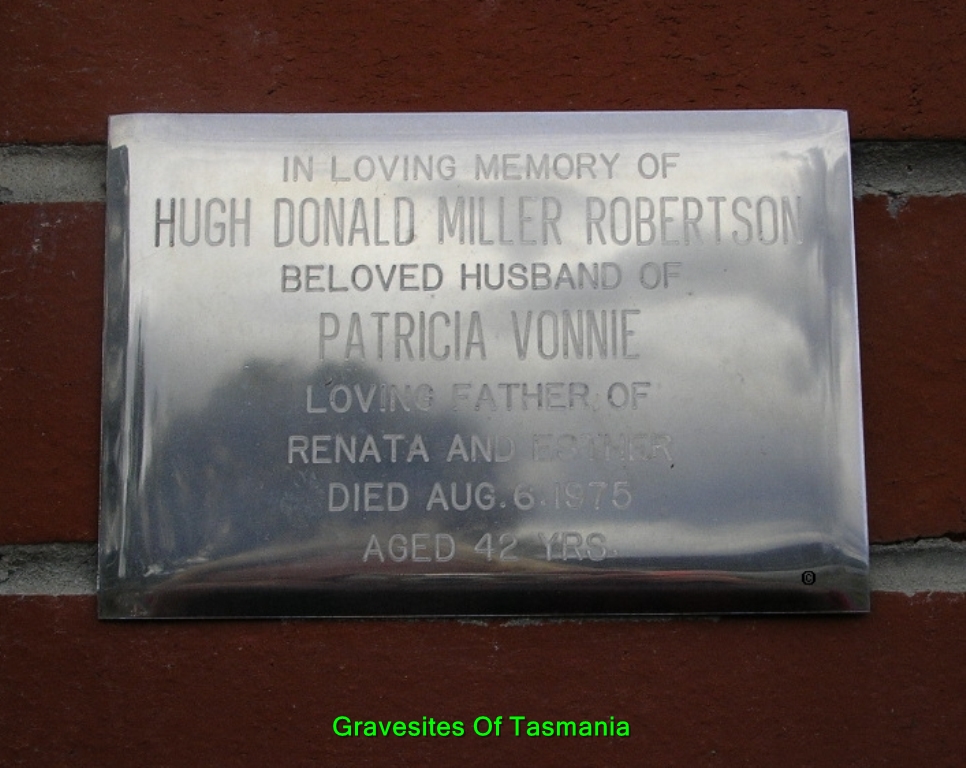 IN LOVING MEMORY OF
HUGH DONALD MILLER ROBERTSON
BELOVED HUSBAND OF
PATRICIA VONNIE
LOVING FATHER OF
RENATA AND ESTHER
DIED AUG. 6. 1975
AGED 42 YRS.
©
Gravesites Of Tasmania